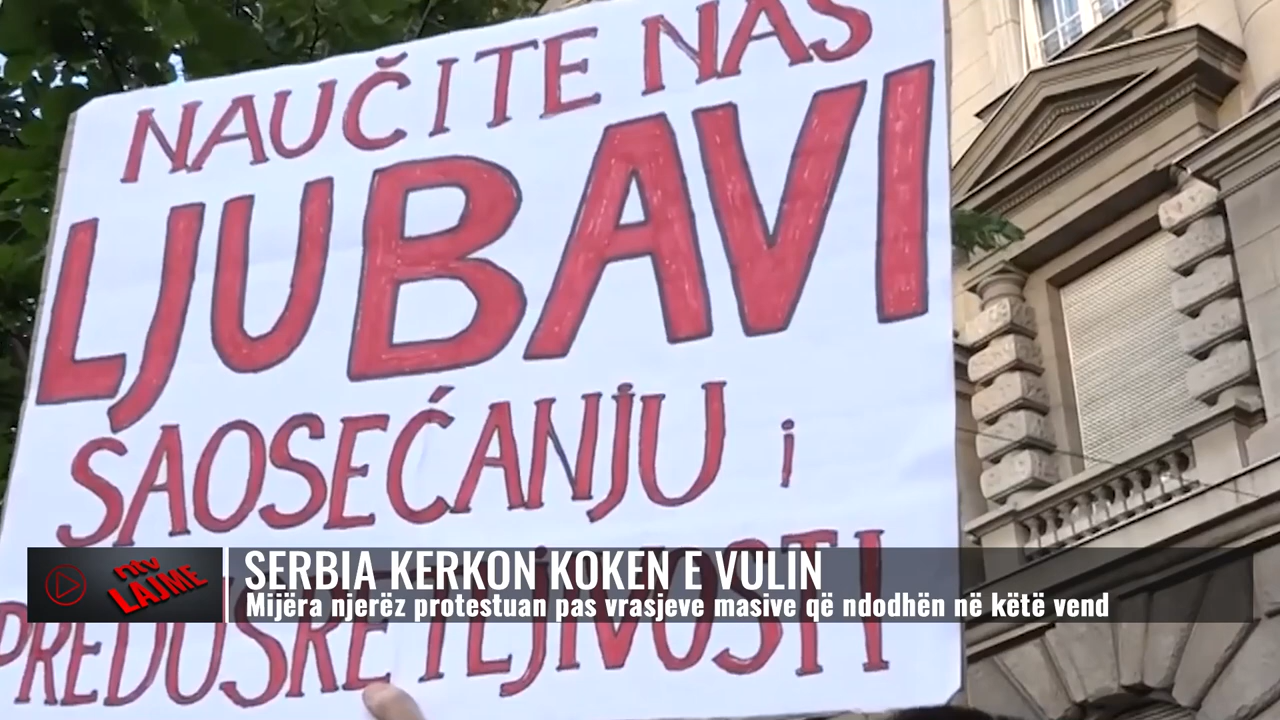 NAUČITE NAS
LJUBAVI
SAOSEĆANJU i
PREDUSRETLJIVOSTI
ntv
LAJME
SERBIA KERKON KOKEN E VULIN
Mijëra njerëz protestuan pas vrasjeve masive që ndodhën në këtë vend